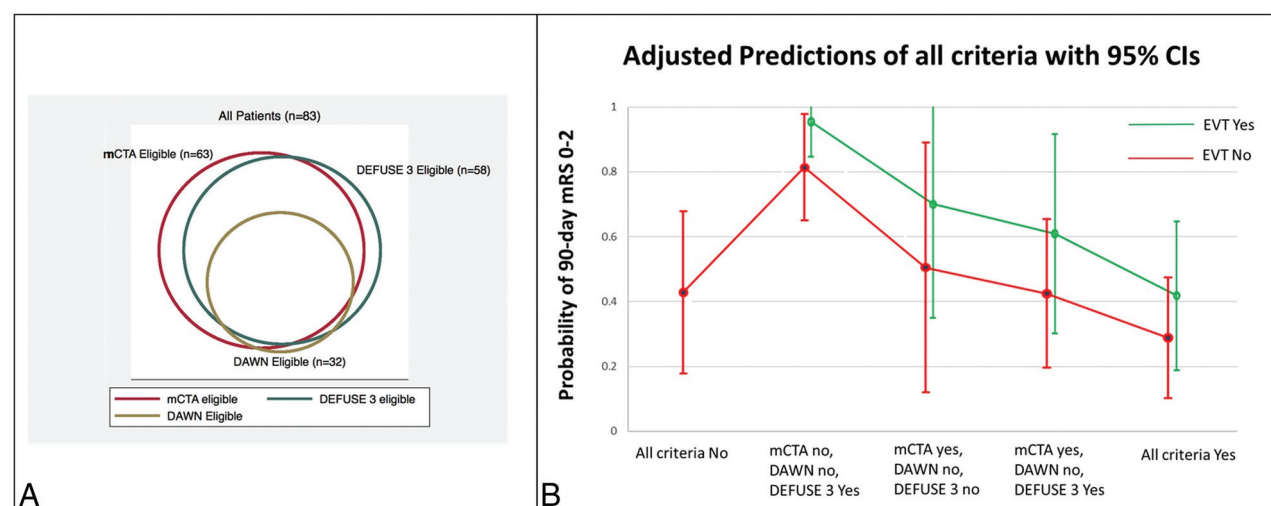 All Patients (n=83)
mCTA Eligible (n=63)
DEFUSE 3 Eligible (n=58)
DAWN Eligible (n=32)
mCTA eligible
DEFUSE 3 eligible
DAWN Eligible
A
Adjusted Predictions of all criteria with 95% CIs
Probability of 90-day mRS 0-2
1
0.8
0.6
0.4
0.2
0
EVT Yes
EVT No
All criteria No
mCTA no,
DAWN no,
DEFUSE 3 Yes
mCTA yes,
DAWN no,
DEFUSE 3 no
mCTA yes,
DAWN no,
DEFUSE 3 Yes
All criteria Yes
B